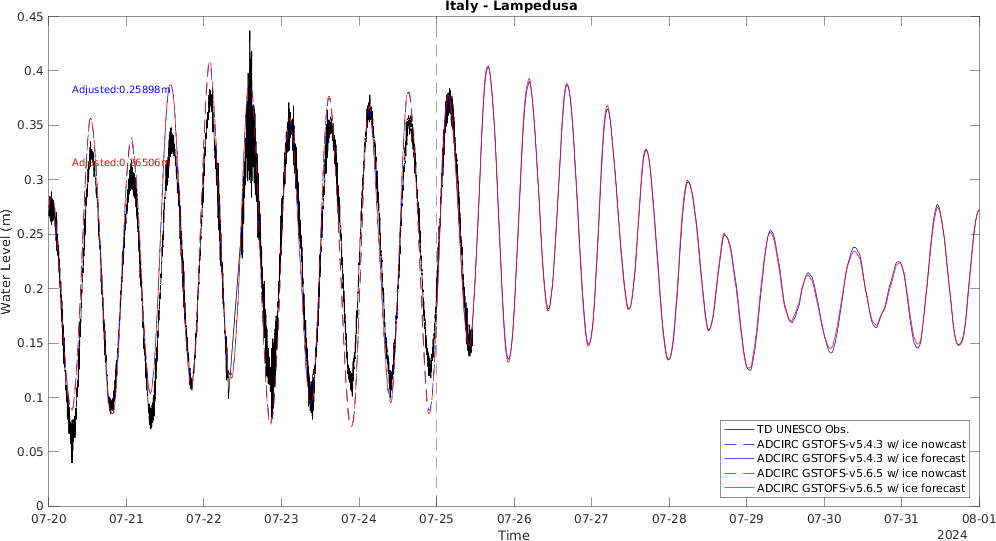 Italy - Lampedusa
0.45
0.4
0.35
0.3
0.25
0.2
0.15
0.1
0.05
0
Water Level (m)
Adjusted:0.25898m
Adjusted:0.26506m
TD UNESCO Obs.
ADCIRC GSTOFS-v5.4.3 w/ ice nowcast
ADCIRC GSTOFS-v5.4.3 w/ ice forecast
ADCIRC GSTOFS-v5.6.5 w/ ice nowcast
ADCIRC GSTOFS-v5.6.5 w/ ice forecast
07-20 07-21 07-22 07-23 07-24 07-25 07-26 07-27 07-28 07-29 07-30 07-31 08-01
Time
2024